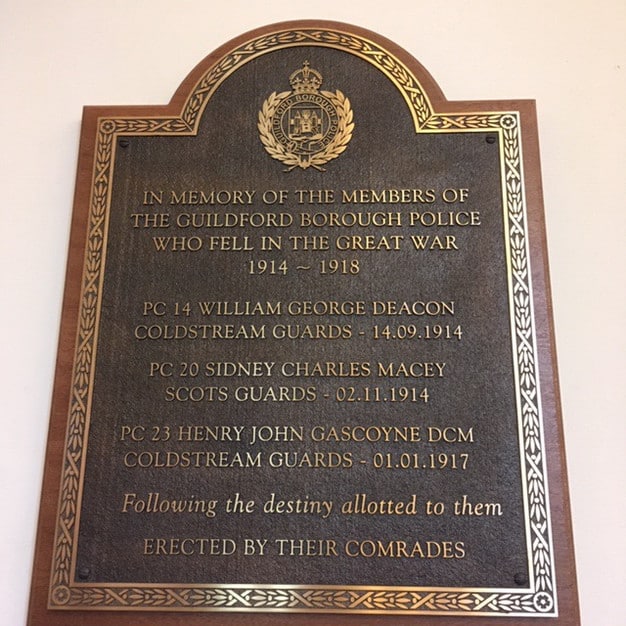 GUILDFORD BOROUGH POLICE
IN MEMORY OF THE MEMBERS OF
THE GUILDFORD BOROUGH POLICE
WHO FELL IN THE GREAT WAR
1914 ~ 1918
PC 14 WILLIAM GEORGE DEACON
COLDSTREAM GUARDS - 14.09.1914
PC 20 SIDNEY CHARLES MACEY
SCOTS GUARDS - 02.11.1914
PC 23 HENRY JOHN GASCOYNE DCM
COLDSTREAM GUARDS - 01.01.1917
Following the destiny allotted to them
ERECTED BY THEIR COMRADES